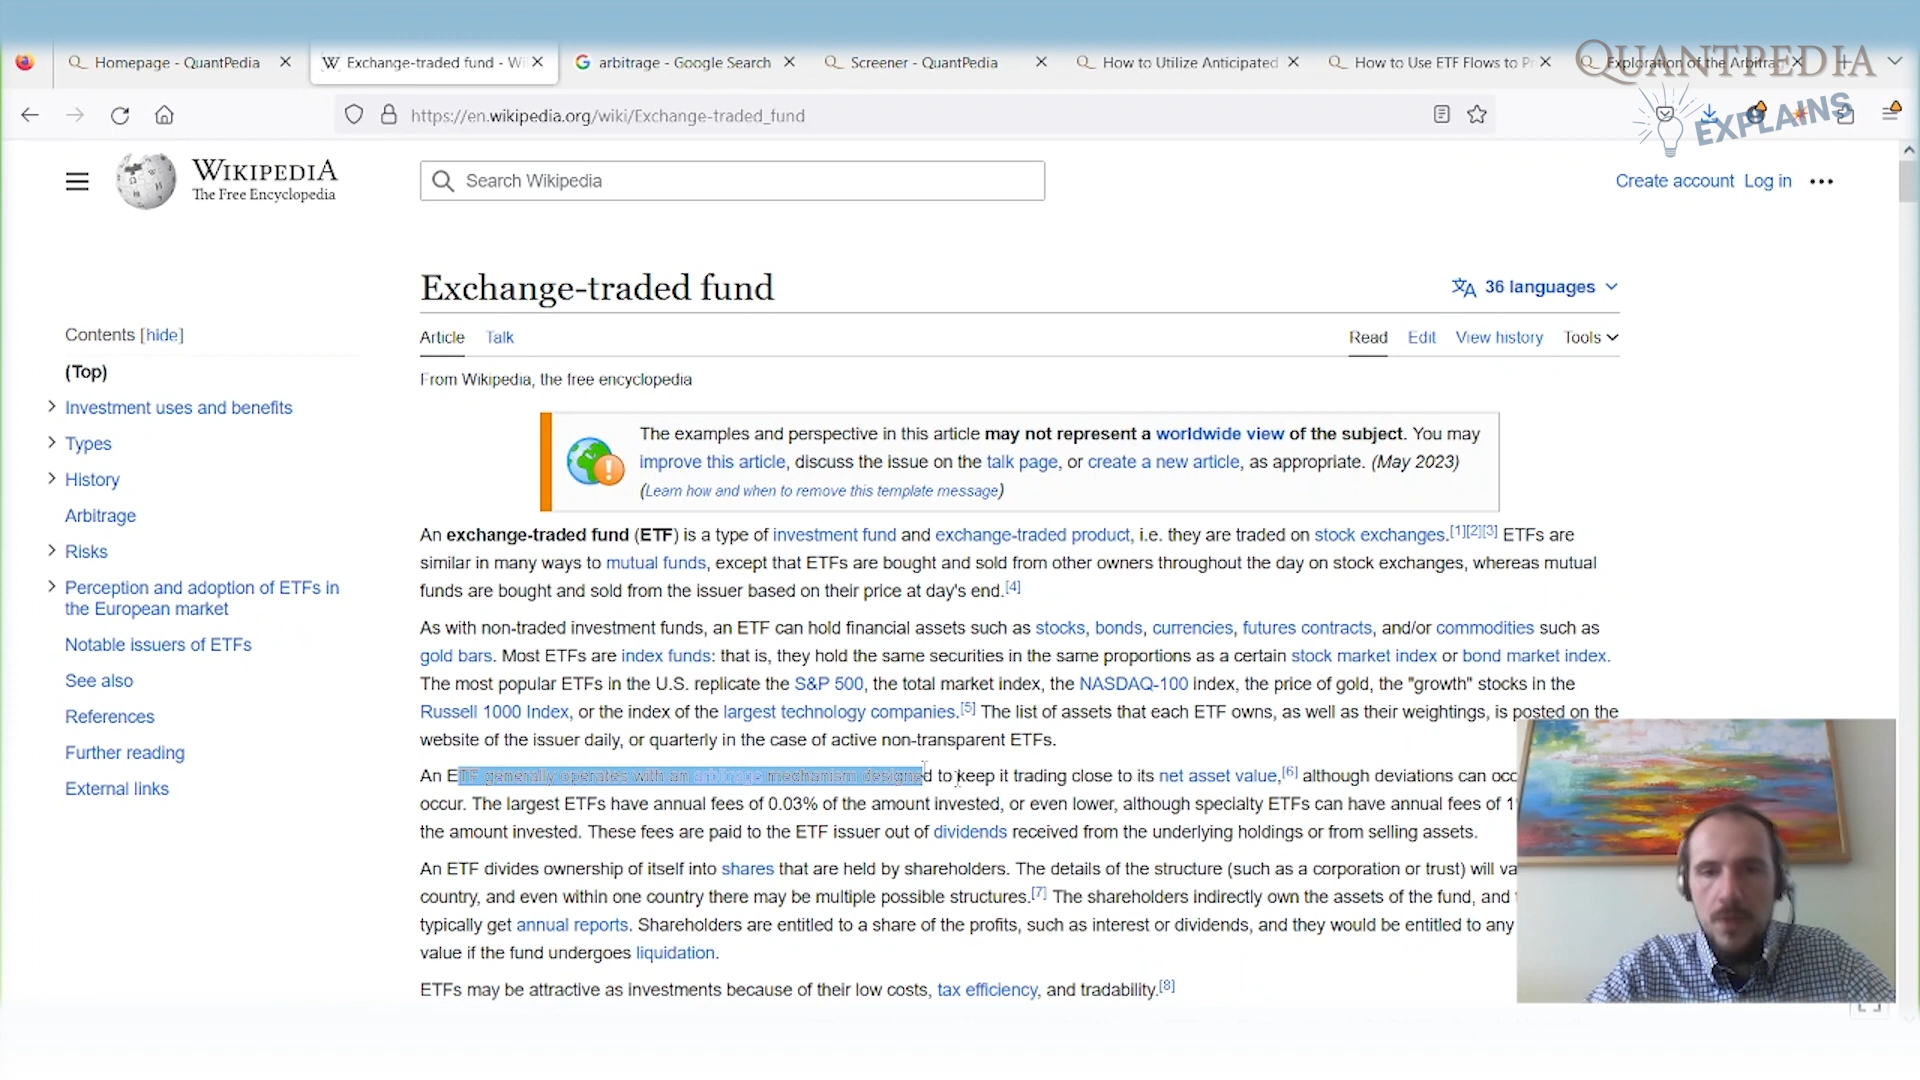 Homepage - QuantPedia
Exchange-traded fund - Wi
arbitrage - Google Search
Screener - QuantPedia
How to Utilize Anticipated
How to Use ETF Flows to Pr
Exploration of the Arbitrag
QUANTPEDIA
EXPLAINS
https://en.wikipedia.org/wiki/Exchange-traded_fund
WIKIPEDIA
The Free Encyclopedia
Search Wikipedia
Create account Log in
Exchange-traded fund
36 languages
Contents [hide]
(Top)
Investment uses and benefits
Types
History
Arbitrage
Risks
Perception and adoption of ETFs in
the European market
Notable issuers of ETFs
See also
References
Further reading
External links
Article Talk
Read Edit View history Tools
From Wikipedia, the free encyclopedia
The examples and perspective in this article may not represent a worldwide view of the subject. You may
improve this article, discuss the issue on the talk page, or create a new article, as appropriate. (May 2023)
(Learn how and when to remove this template message)
An exchange-traded fund (ETF) is a type of investment fund and exchange-traded product, i.e. they are traded on stock exchanges.[1][2][3] ETFs are
similar in many ways to mutual funds, except that ETFs are bought and sold from other owners throughout the day on stock exchanges, whereas mutual
funds are bought and sold from the issuer based on their price at day's end.[4]
As with non-traded investment funds, an ETF can hold financial assets such as stocks, bonds, currencies, futures contracts, and/or commodities such as
gold bars. Most ETFs are index funds: that is, they hold the same securities in the same proportions as a certain stock market index or bond market index.
The most popular ETFs in the U.S. replicate the S&P 500, the total market index, the NASDAQ-100 index, the price of gold, the "growth" stocks in the
Russell 1000 Index, or the index of the largest technology companies.[5] The list of assets that each ETF owns, as well as their weightings, is posted on the
website of the issuer daily, or quarterly in the case of active non-transparent ETFs.
An ETF generally operates with an arbitrage mechanism designed to keep it trading close to its net asset value,[6] although deviations can occ
occur. The largest ETFs have annual fees of 0.03% of the amount invested, or even lower, although specialty ETFs can have annual fees of 1
the amount invested. These fees are paid to the ETF issuer out of dividends received from the underlying holdings or from selling assets.
An ETF divides ownership of itself into shares that are held by shareholders. The details of the structure (such as a corporation or trust) will va
country, and even within one country there may be multiple possible structures.[7] The shareholders indirectly own the assets of the fund, and
typically get annual reports. Shareholders are entitled to a share of the profits, such as interest or dividends, and they would be entitled to any
value if the fund undergoes liquidation.
ETFs may be attractive as investments because of their low costs, tax efficiency, and tradability.[8]